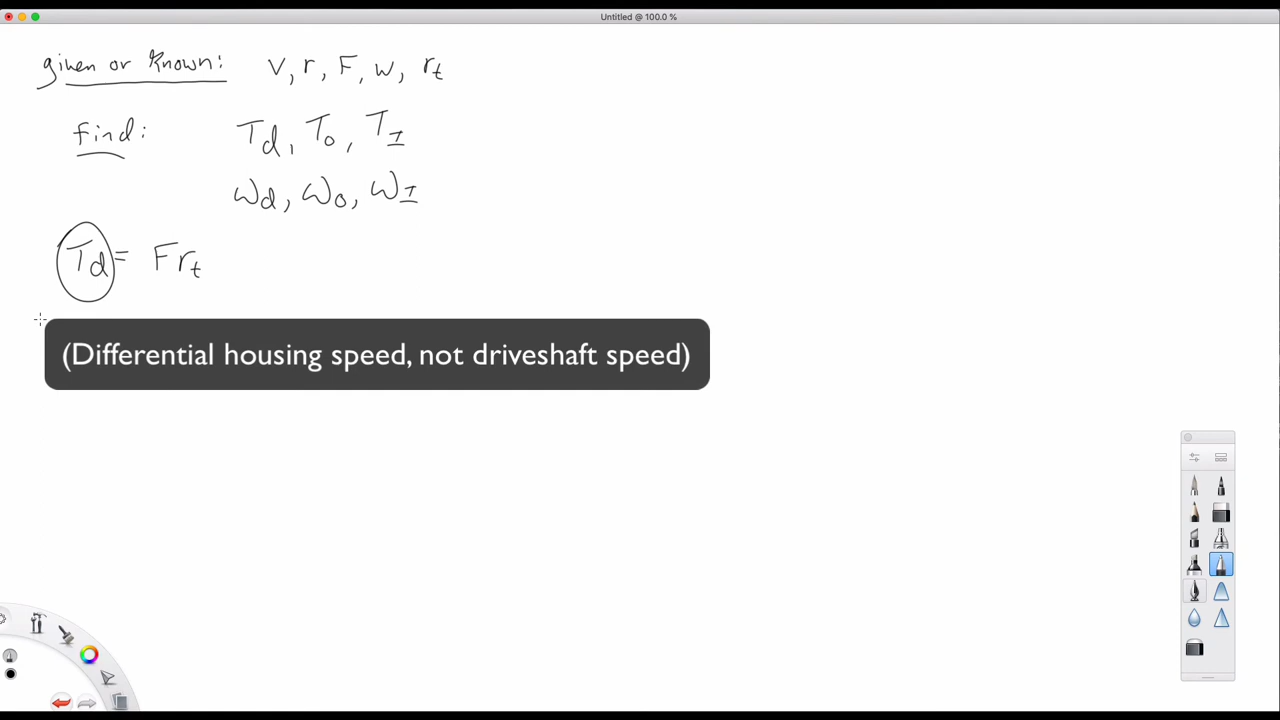 Untitled @ 100.0 %
given or known: v, r, F, w, rt
find: Td, To, TI
ωd, ωo, ωI
Td = Frt
(Differential housing speed, not driveshaft speed)